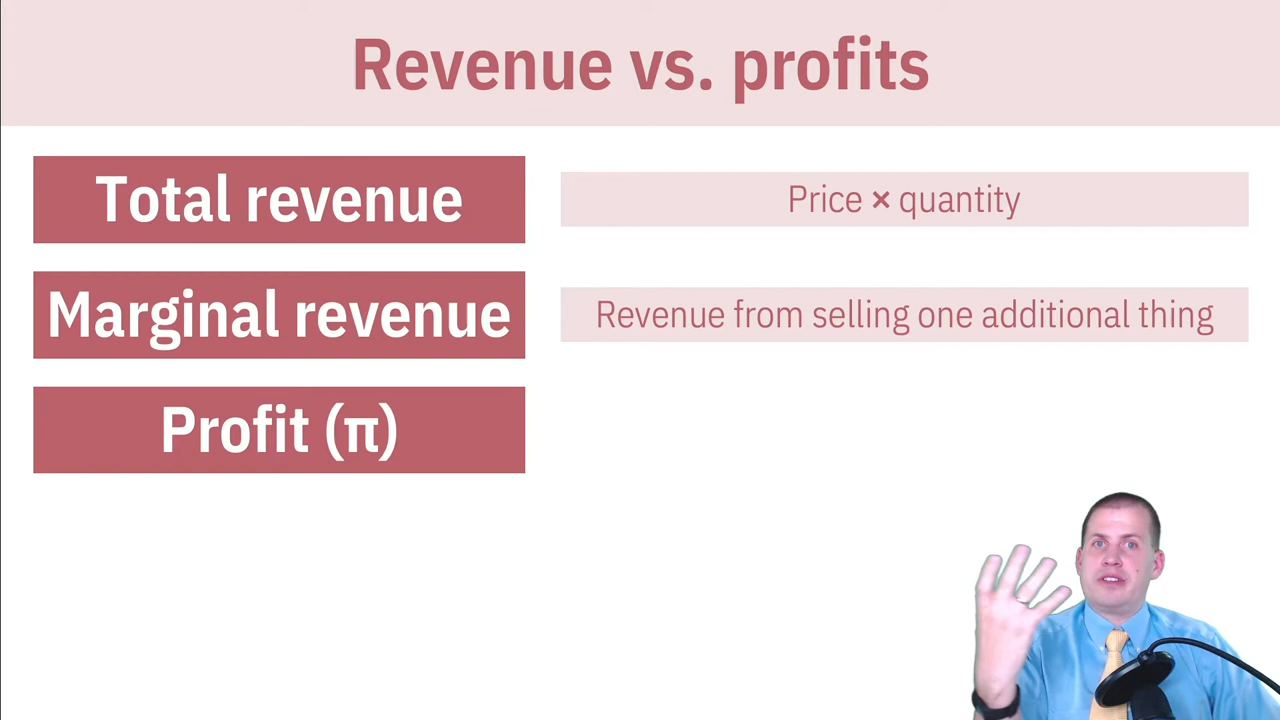 Revenue vs. profits
Total revenue
Price × quantity
Marginal revenue
Revenue from selling one additional thing
Profit (π)